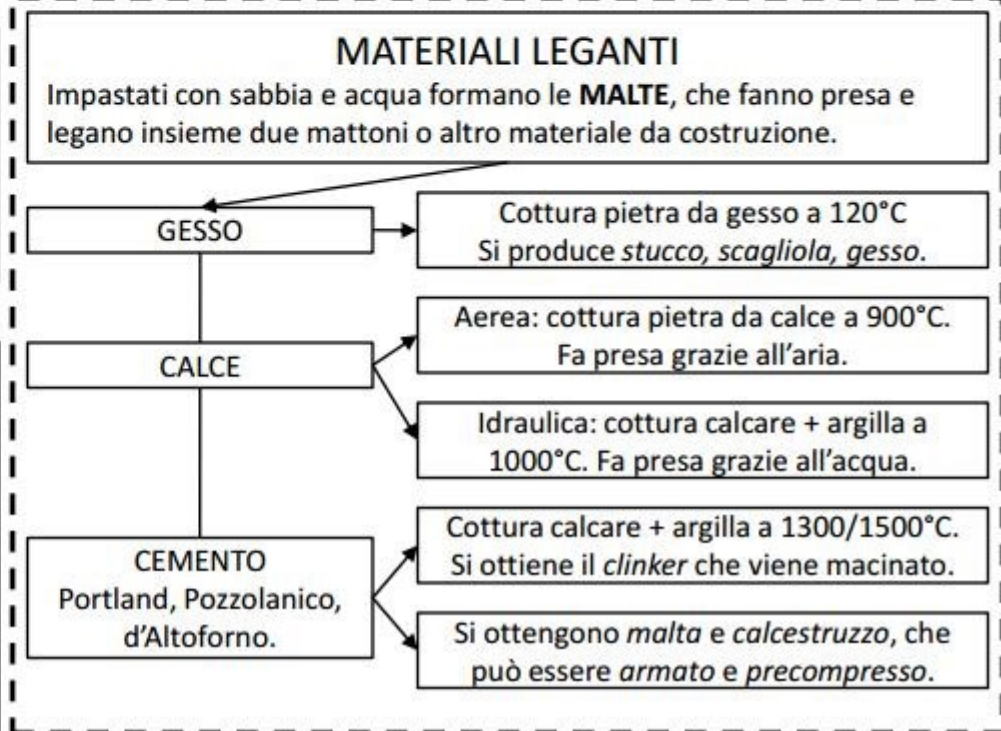 MATERIALI LEGANTI
Impastati con sabbia e acqua formano le MALTE, che fanno presa e
legano insieme due mattoni o altro materiale da costruzione.
GESSO
Cottura pietra da gesso a 120°C
Si produce stucco, scagliola, gesso.
CALCE
Aerea: cottura pietra da calce a 900°C.
Fa presa grazie all’aria.
Idraulica: cottura calcare + argilla a
1000°C. Fa presa grazie all’acqua.
CEMENTO
Portland, Pozzolanico,
d’Altoforno.
Cottura calcare + argilla a 1300/1500°C.
Si ottiene il clinker che viene macinato.
Si ottengono malta e calcestruzzo, che
può essere armato e precompresso.